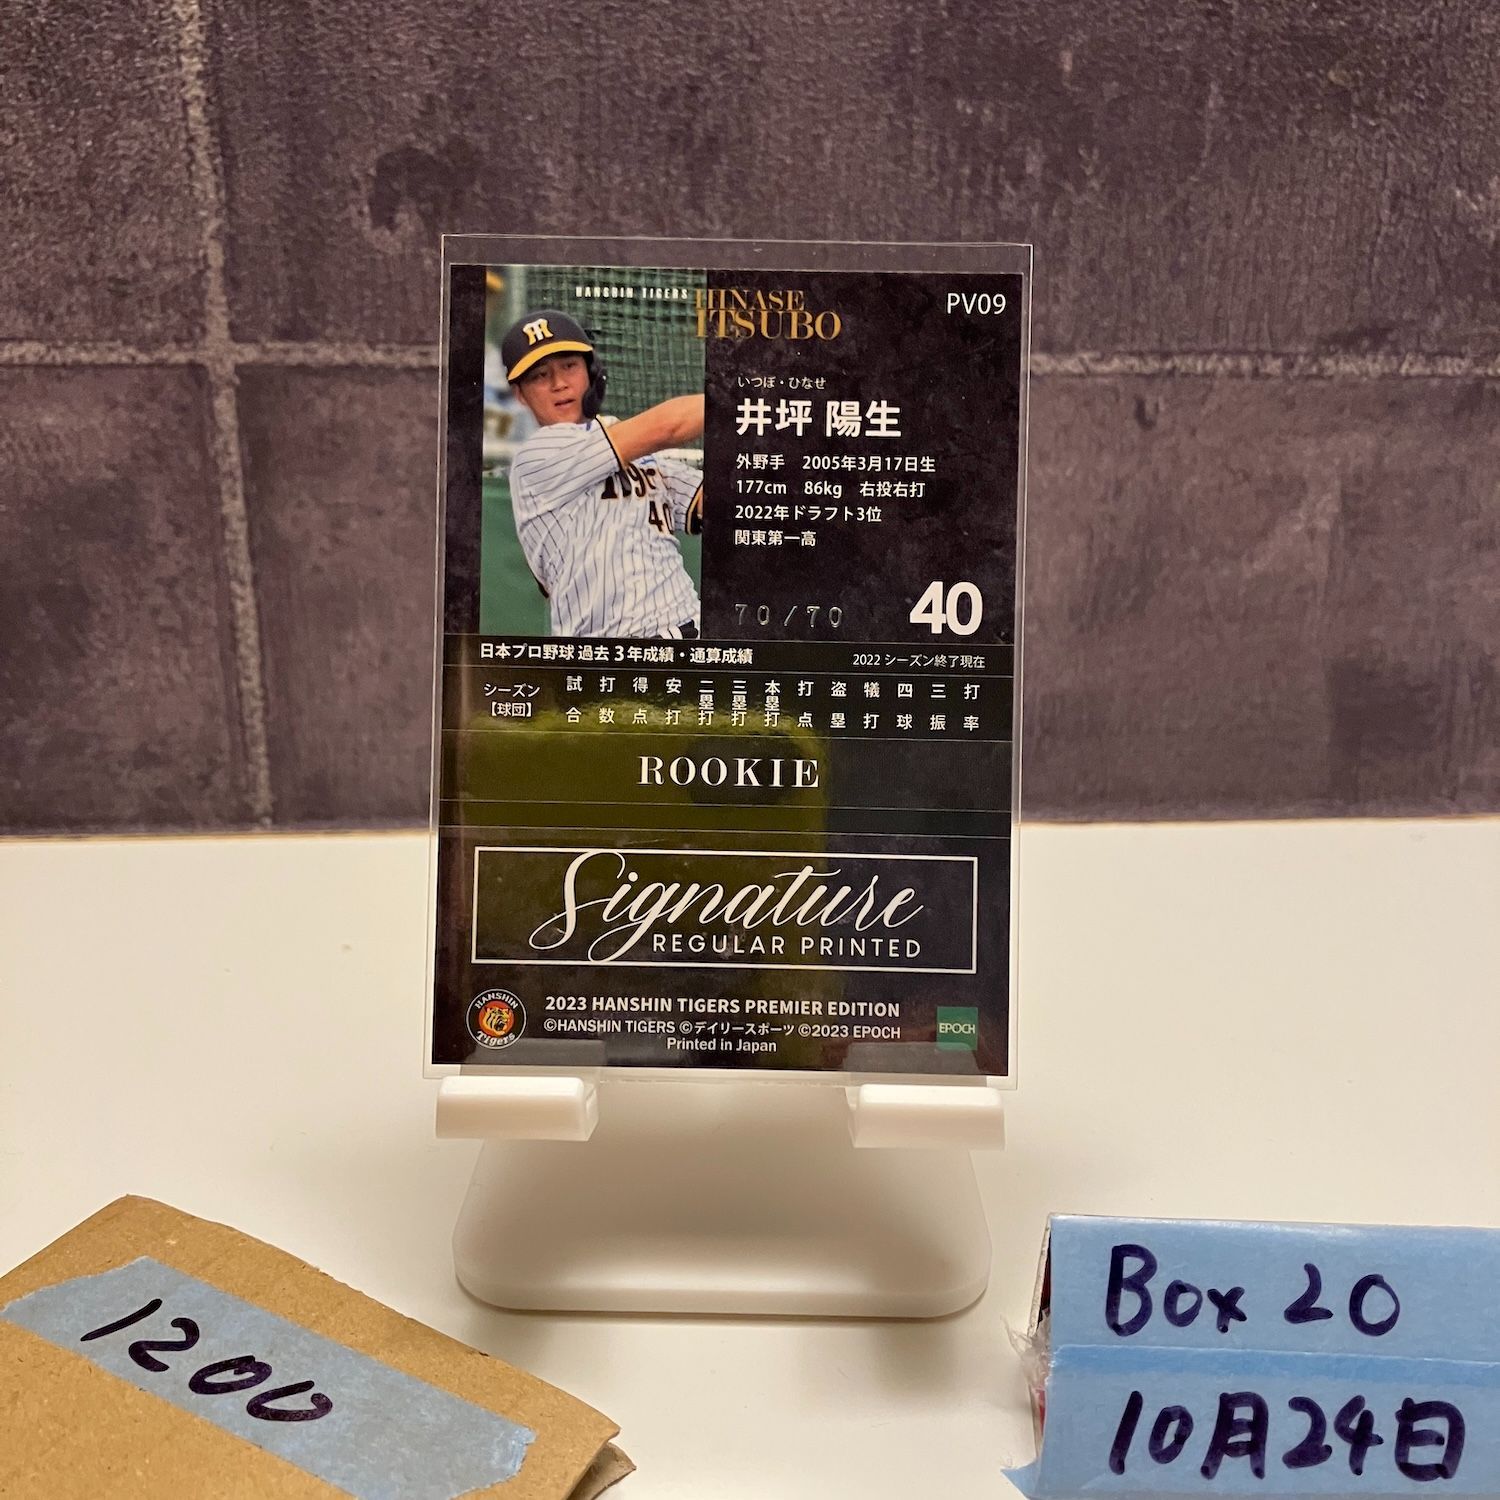 HANSHIN TIGERS
HINASE
ITSUBO
PV09
いつぼ・ひなせ
井坪 陽生
外野手 2005年3月17日生
177cm 86kg 右投右打
2022年ドラフト3位
関東第一高
70/70
40
Tigers
40
日本プロ野球 過去3年成績・通算成績
2022 シーズン終了現在
シーズン【球団】 試合 打数 得点 安打 二塁打 三塁打 本塁打 打点 盗塁 犠打 四球 三振 打率
ROOKIE
Signature
REGULAR PRINTED
HANSHIN
Tigers
2023 HANSHIN TIGERS PREMIER EDITION
©HANSHIN TIGERS ©デイリースポーツ ©2023 EPOCH
Printed in Japan
EPOCH
1200
Box 20
10月24日